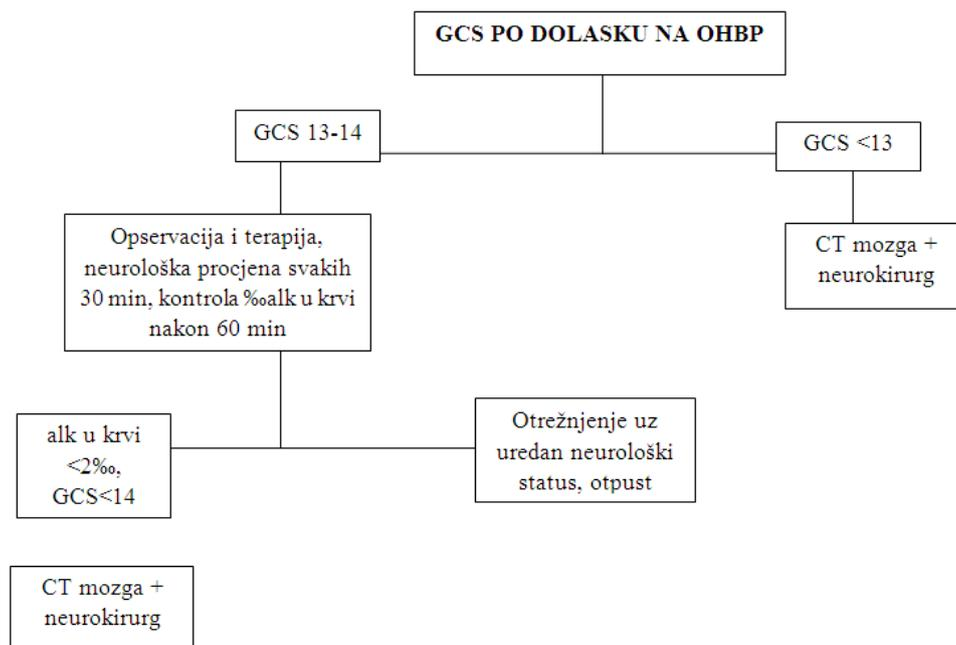 GCS PO DOLASKU NA OHBP
GCS 13-14
GCS <13
Opservacija i terapija,
neurološka procjena svakih
30 min, kontrola ‰alk u krvi
nakon 60 min
CT mozga +
neurokirurg
alk u krvi
<2‰,
GCS<14
Otrežnjenje uz
uredan neurološki
status, otpust
CT mozga +
neurokirurg